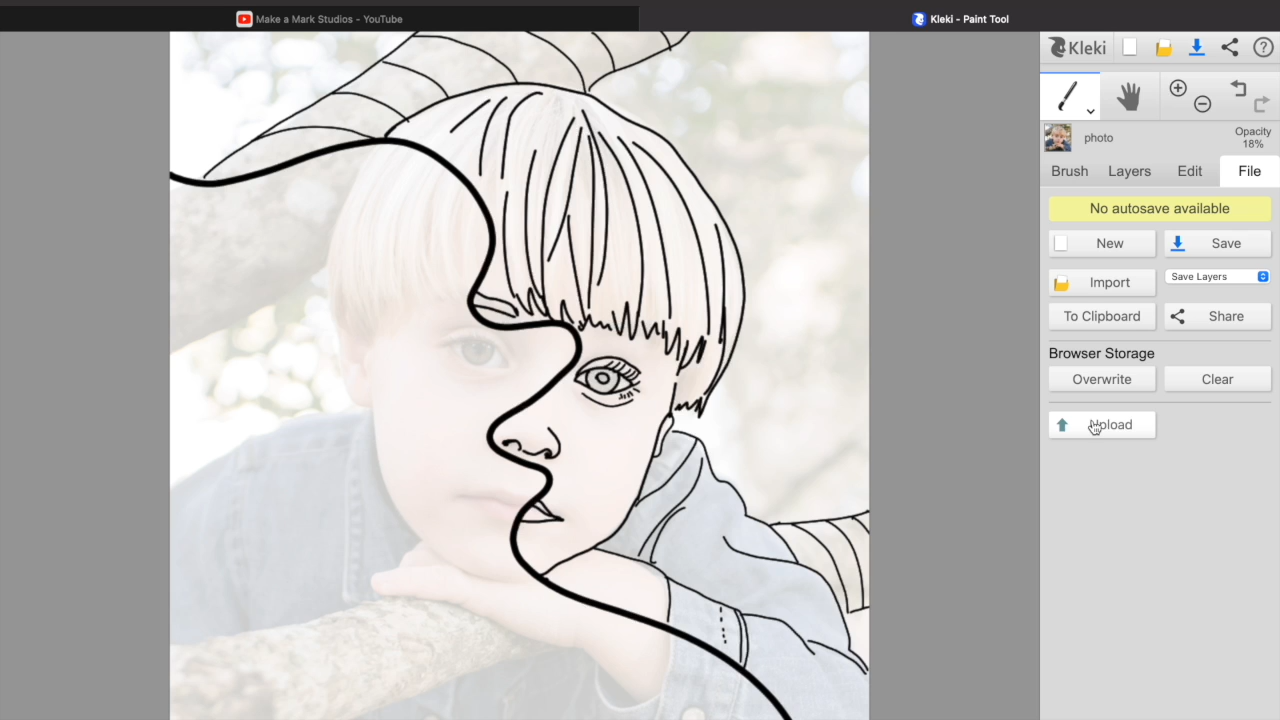 Make a Mark Studios - YouTube
Kleki - Paint Tool
Kleki
photo
Opacity
18%
Brush
Layers
Edit
File
No autosave available
New
Save
Import
Save Layers
To Clipboard
Share
Browser Storage
Overwrite
Clear
Upload